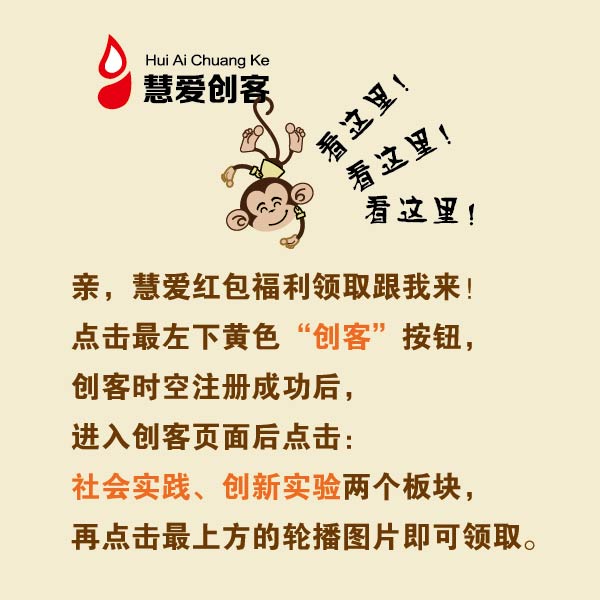 Hui Ai Chuang Ke
慧爱创客
看这里！
看这里！
看这里！
亲，慧爱红包福利领取跟我来！
点击最左下黄色“创客”按钮，
创客时空注册成功后，
进入创客页面后点击：
社会实践、创新实验两个板块，
再点击最上方的轮播图片即可领取。